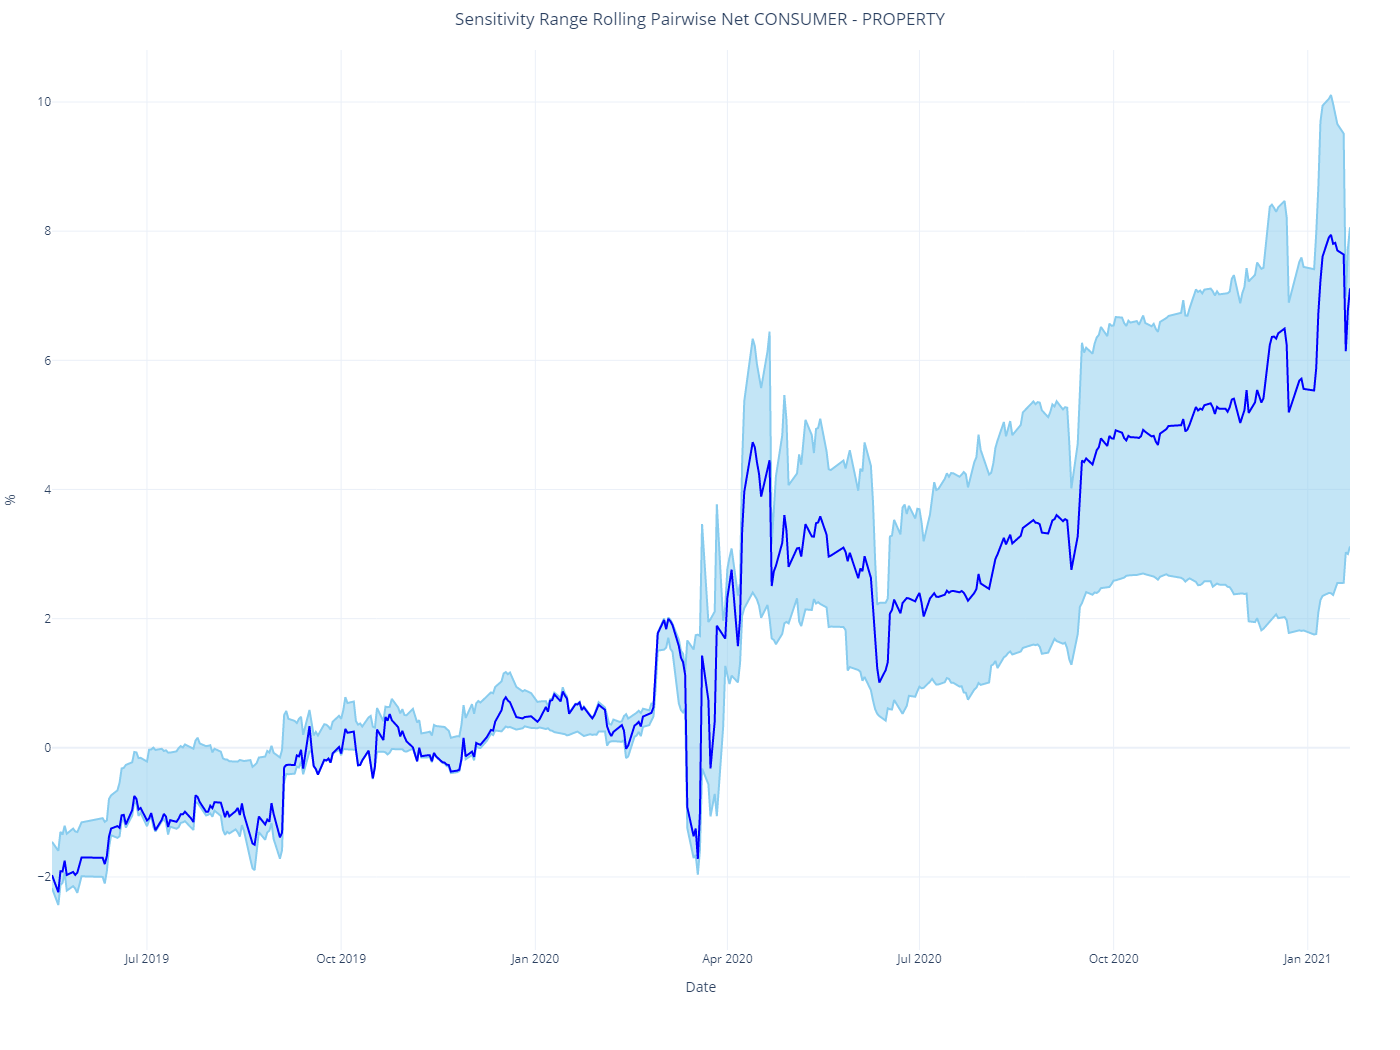 Sensitivity Range Rolling Pairwise Net CONSUMER - PROPERTY
10
8
6
4
2
0
−2
%
Jul 2019 Oct 2019 Jan 2020 Apr 2020 Jul 2020 Oct 2020 Jan 2021
Date